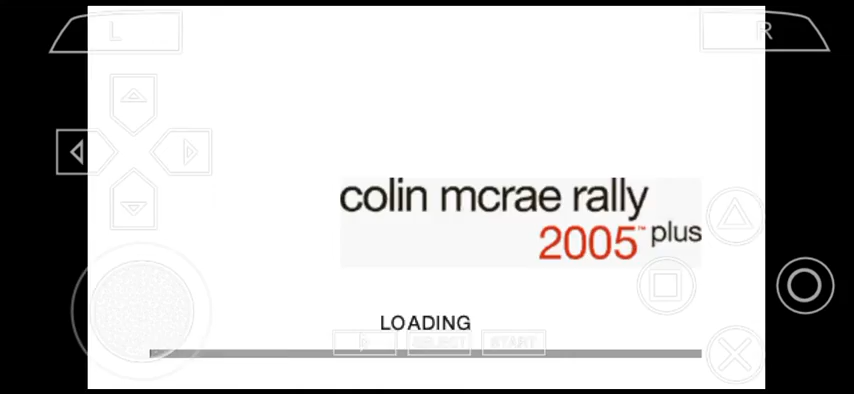 L
R
colin mcrae rally
2005™ plus
LOADING
SELECT
START